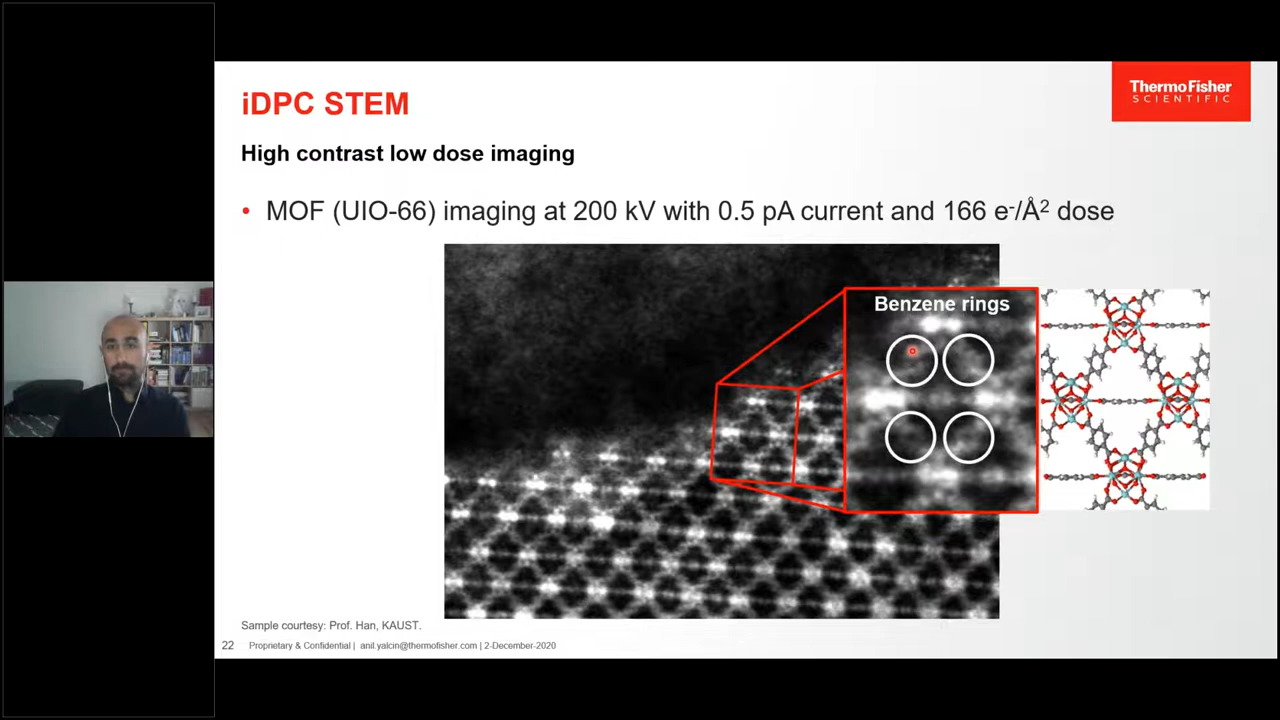 iDPC STEM
ThermoFisher
SCIENTIFIC
High contrast low dose imaging
• MOF (UIO-66) imaging at 200 kV with 0.5 pA current and 166 e⁻/Å² dose
Benzene rings
Sample courtesy: Prof. Han, KAUST.
22 Proprietary & Confidential | anil.yalcin@thermofisher.com | 2-December-2020